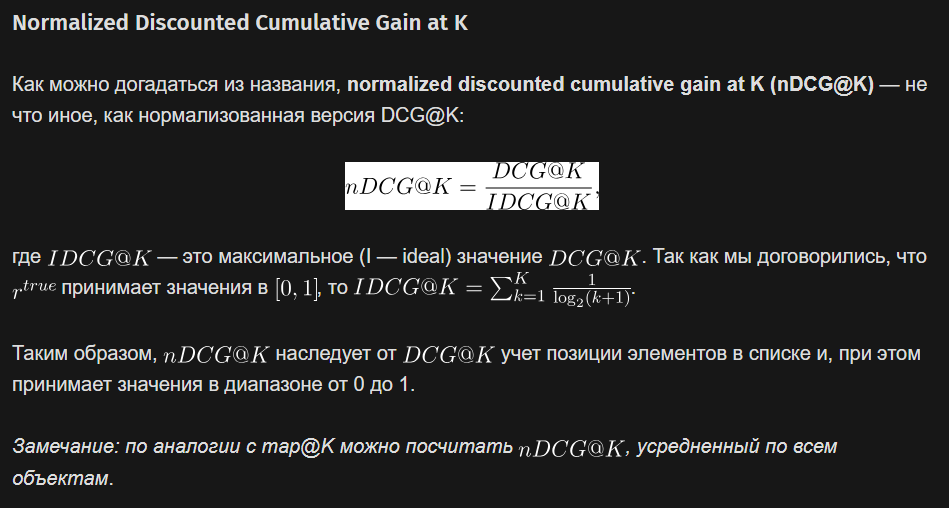 Normalized Discounted Cumulative Gain at K
Как можно догадаться из названия, normalized discounted cumulative gain at K (nDCG@K) — не
что иное, как нормализованная версия DCG@K:
nDCG@K = \frac{DCG@K}{IDCG@K},
где IDCG@K — это максимальное (I — ideal) значение DCG@K. Так как мы договорились, что
r^{true} принимает значения в [0, 1], то IDCG@K = \sum_{k=1}^{K} \frac{1}{\log_2(k+1)}.
Таким образом, nDCG@K наследует от DCG@K учет позиции элементов в списке и, при этом
принимает значения в диапазоне от 0 до 1.
Замечание: по аналогии с map@K можно посчитать nDCG@K, усредненный по всем
объектам.